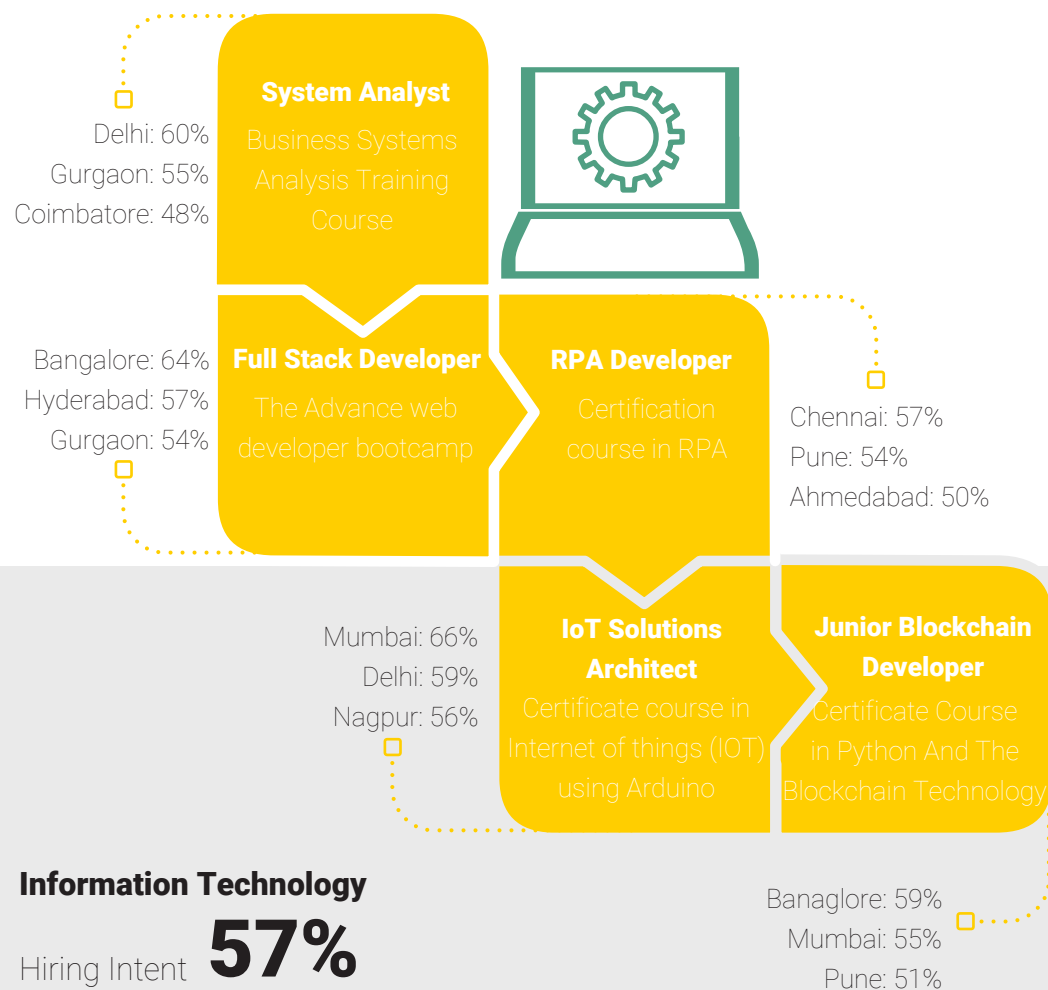 System Analyst
Business Systems
Analysis Training
Course
Delhi: 60%
Gurgaon: 55%
Coimbatore: 48%
Full Stack Developer
The Advance web
developer bootcamp
Bangalore: 64%
Hyderabad: 57%
Gurgaon: 54%
RPA Developer
Certification
course in RPA
Chennai: 57%
Pune: 54%
Ahmedabad: 50%
IoT Solutions
Architect
Certificate course in
Internet of things (IOT)
using Arduino
Mumbai: 66%
Delhi: 59%
Nagpur: 56%
Junior Blockchain
Developer
Certificate Course
in Python And The
Blockchain Technology
Banaglore: 59%
Mumbai: 55%
Pune: 51%
Information Technology
Hiring Intent 57%